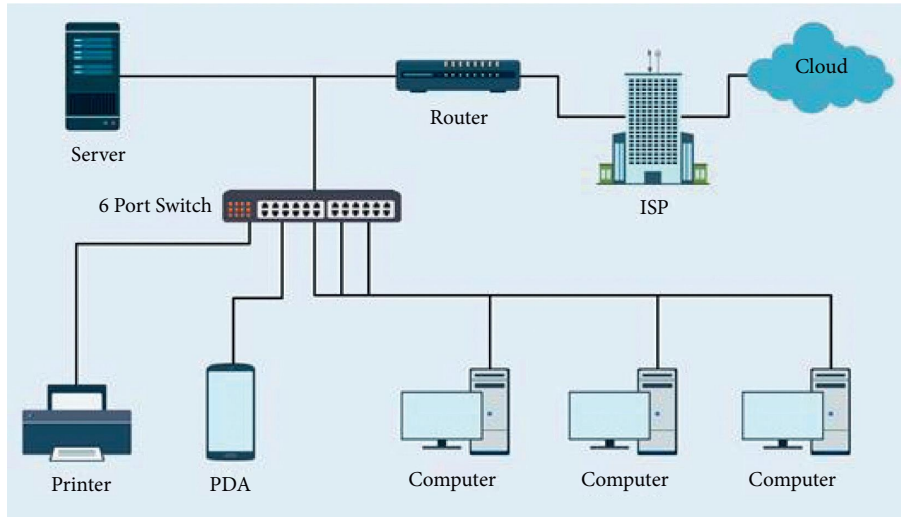 Cloud
Router
Server
6 Port Switch
ISP
Printer
PDA
Computer
Computer
Computer